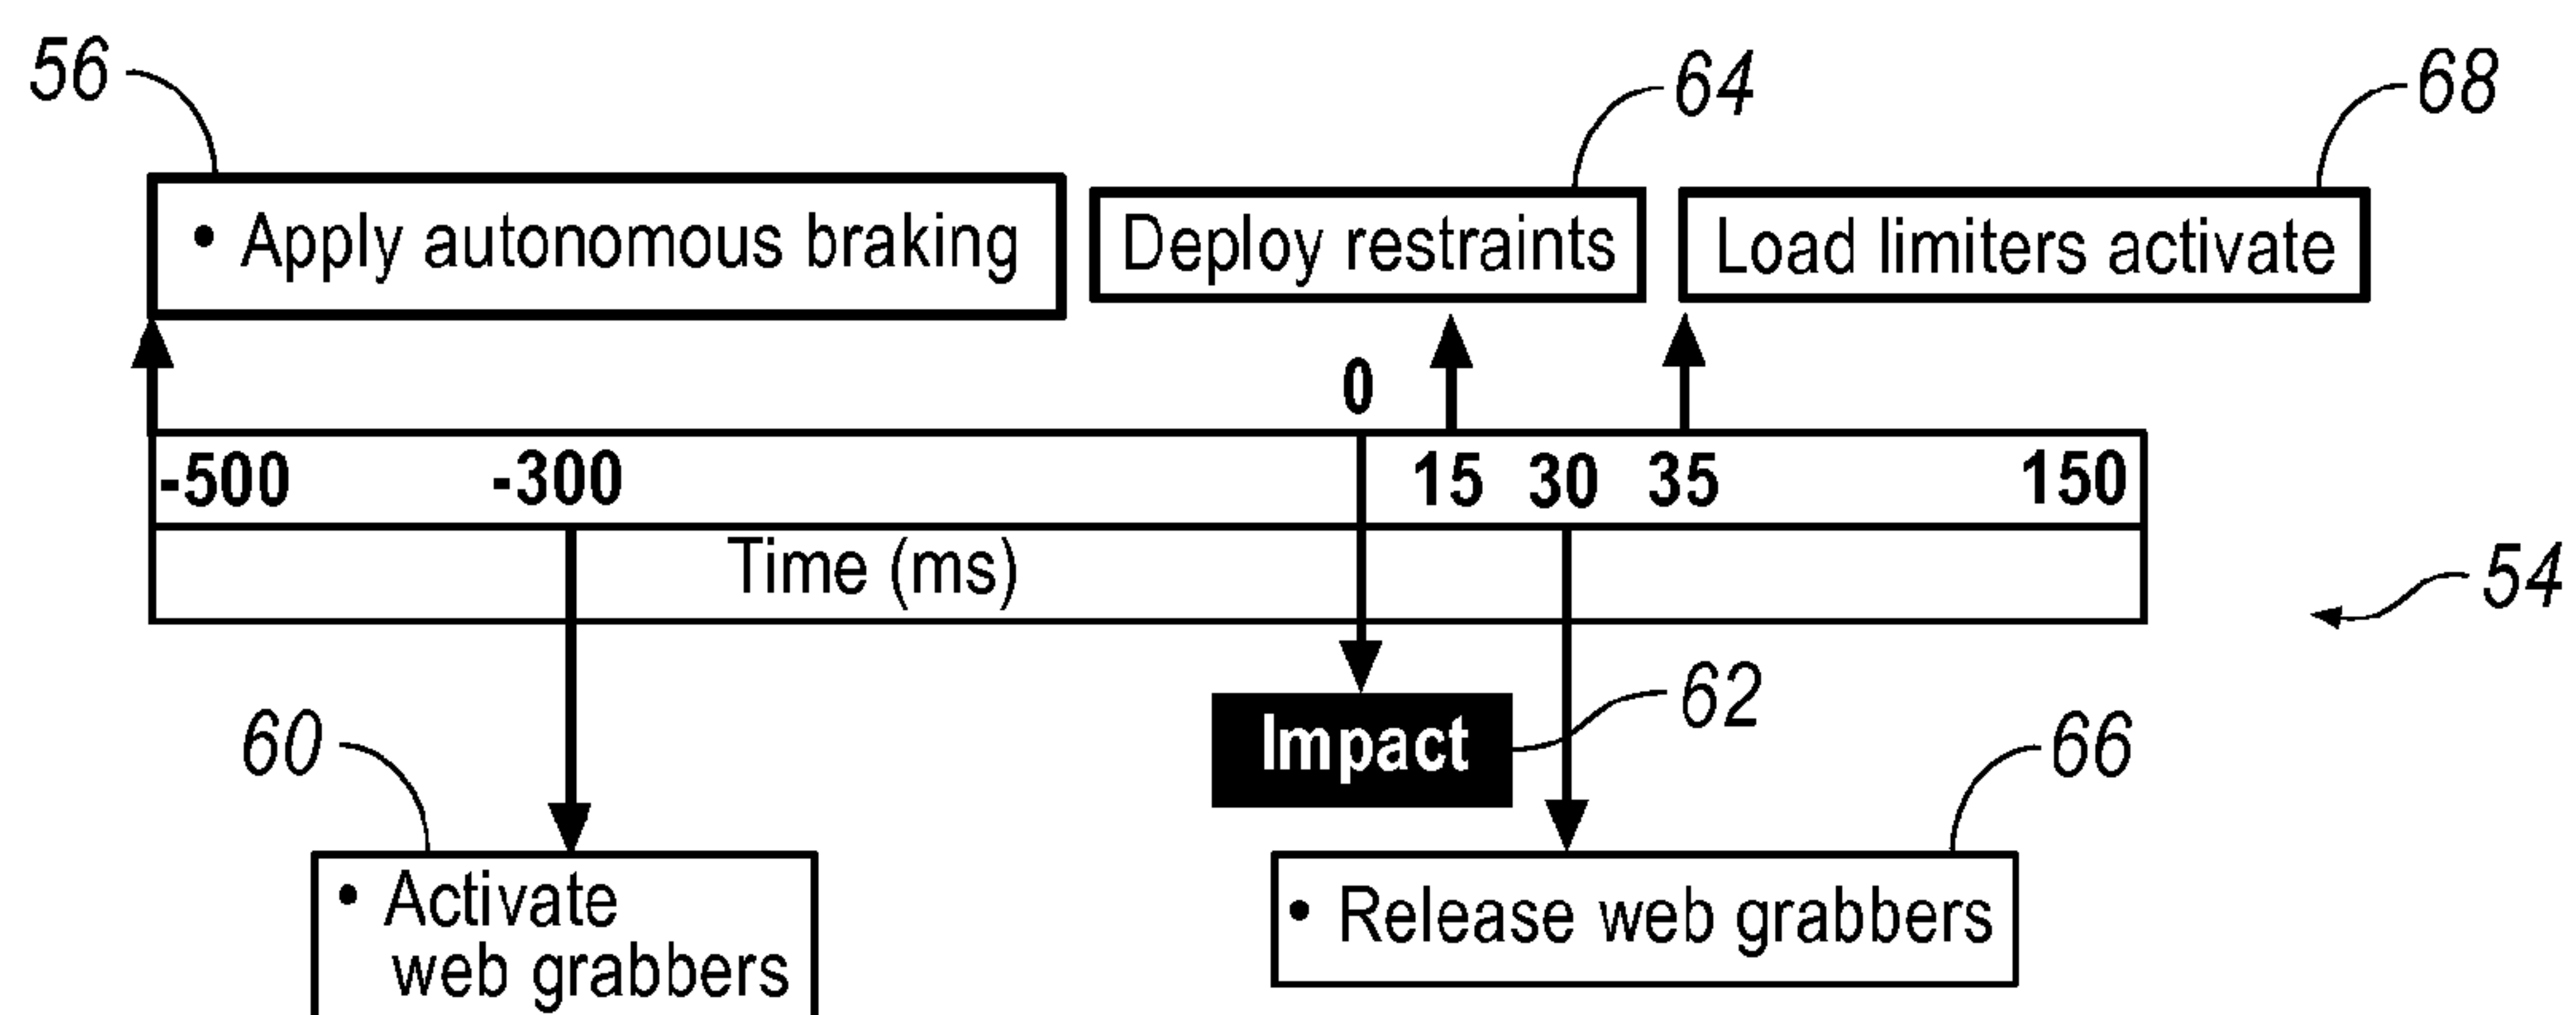 56
64
68
• Apply autonomous braking
Deploy restraints
Load limiters activate
0
-500 -300 15 30 35 150
Time (ms)
54
Impact
62
60
66
• Activate
web grabbers
• Release web grabbers